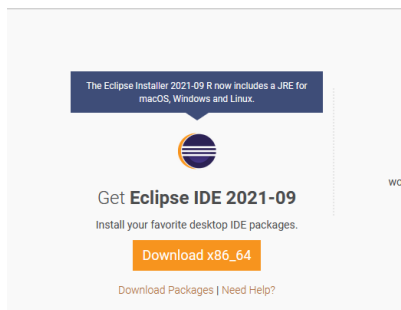 The Eclipse Installer 2021-09 R now includes a JRE for
macOS, Windows and Linux.
Get Eclipse IDE 2021-09
Install your favorite desktop IDE packages.
Download x86_64
Download Packages | Need Help?
wo